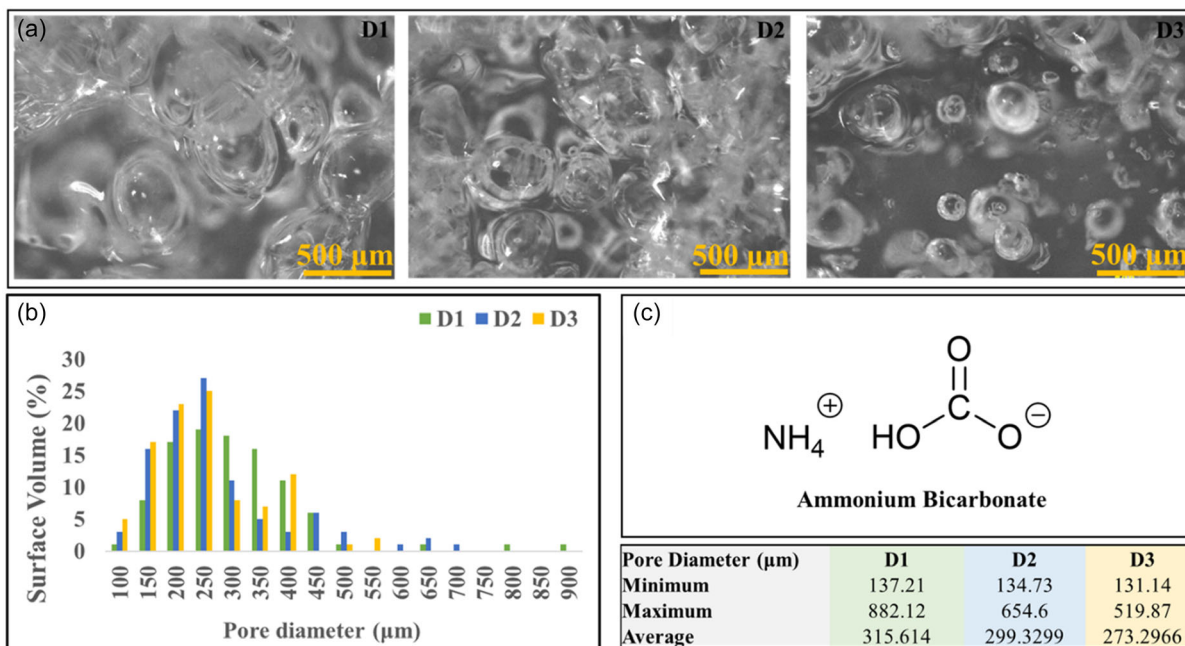 (a)
D1
D2
D3
500 µm
500 µm
500 µm
(b)
D1 D2 D3
Surface Volume (%)
30
25
20
15
10
5
0
100 150 200 250 300 350 400 450 500 550 600 650 700 800 900
Pore diameter (µm)
(c)
O
C
HO
O
NH4
+
−
Ammonium Bicarbonate
Pore Diameter (µm) D1 D2 D3
Minimum 137.21 134.73 131.14
Maximum 882.12 654.6 519.87
Average 315.614 299.3299 273.2966